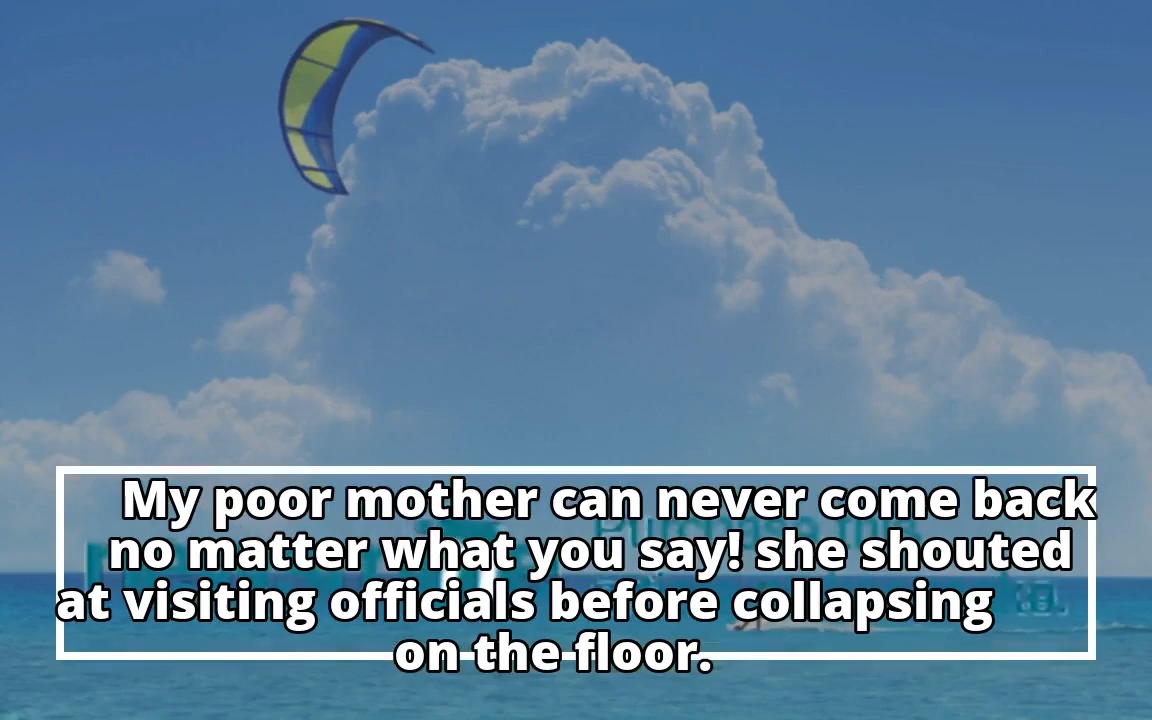 My poor mother can never come back
no matter what you say! she shouted
at visiting officials before collapsing
on the floor.